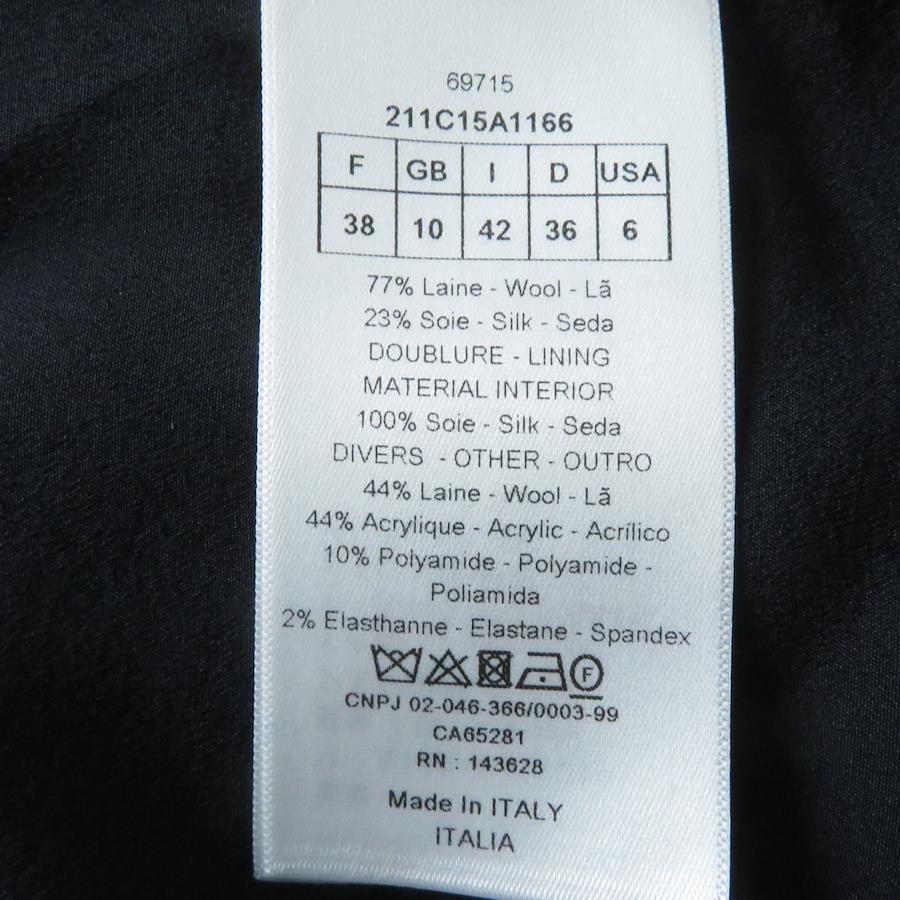 69715
211C15A1166
F GB I D USA
38 10 42 36 6
77% Laine - Wool - Lã
23% Soie - Silk - Seda
DOUBLURE - LINING
MATERIAL INTERIOR
100% Soie - Silk - Seda
DIVERS - OTHER - OUTRO
44% Laine - Wool - Lã
44% Acrylique - Acrylic - Acrílico
10% Polyamide - Polyamide -
Poliamida
2% Elasthanne - Elastane - Spandex
F
CNPJ 02-046-366/0003-99
CA65281
RN : 143628
Made In ITALY
ITALIA